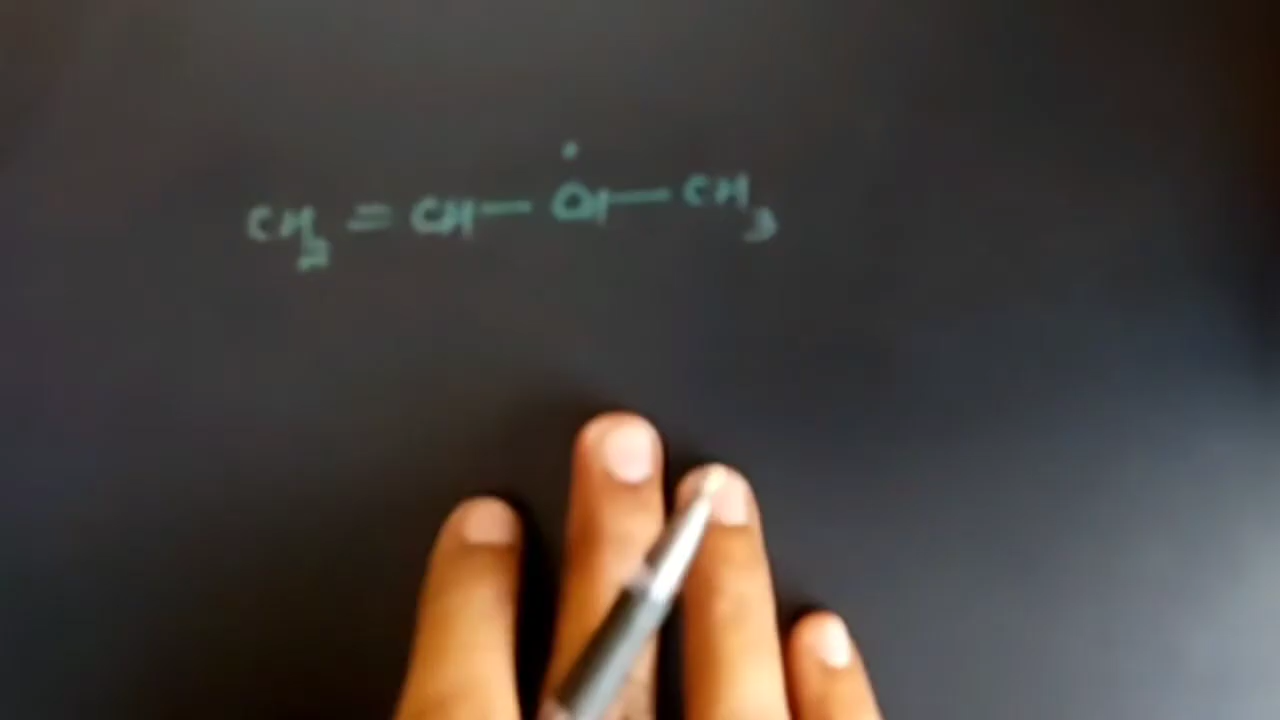 CH₂ = CH — ĊH — CH₃